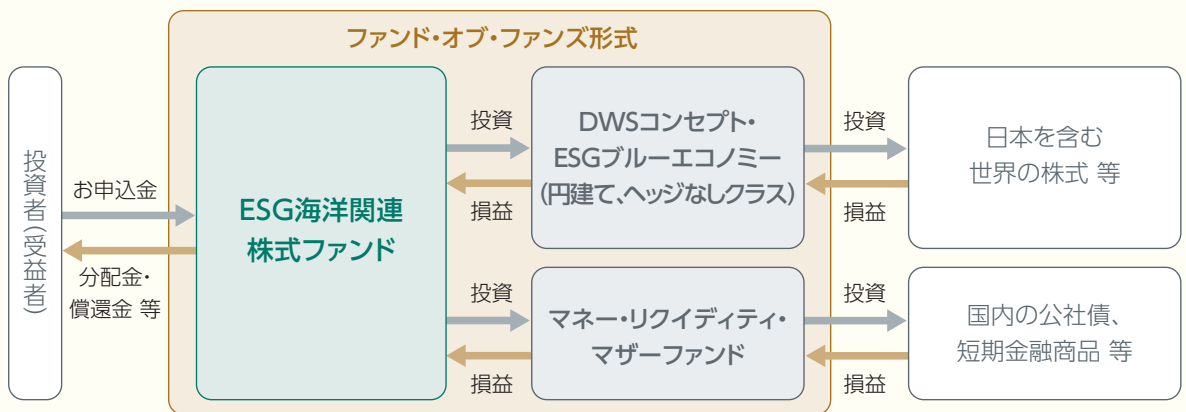 ファンド・オブ・ファンズ形式
投資者(受益者)
お申込金
分配金・
償還金 等
ESG海洋関連
株式ファンド
投資
損益
DWSコンセプト・
ESGブルーエコノミー
(円建て、ヘッジなしクラス)
投資
損益
日本を含む
世界の株式 等
投資
損益
マネー・リクイディティ・
マザーファンド
投資
損益
国内の公社債、
短期金融商品 等